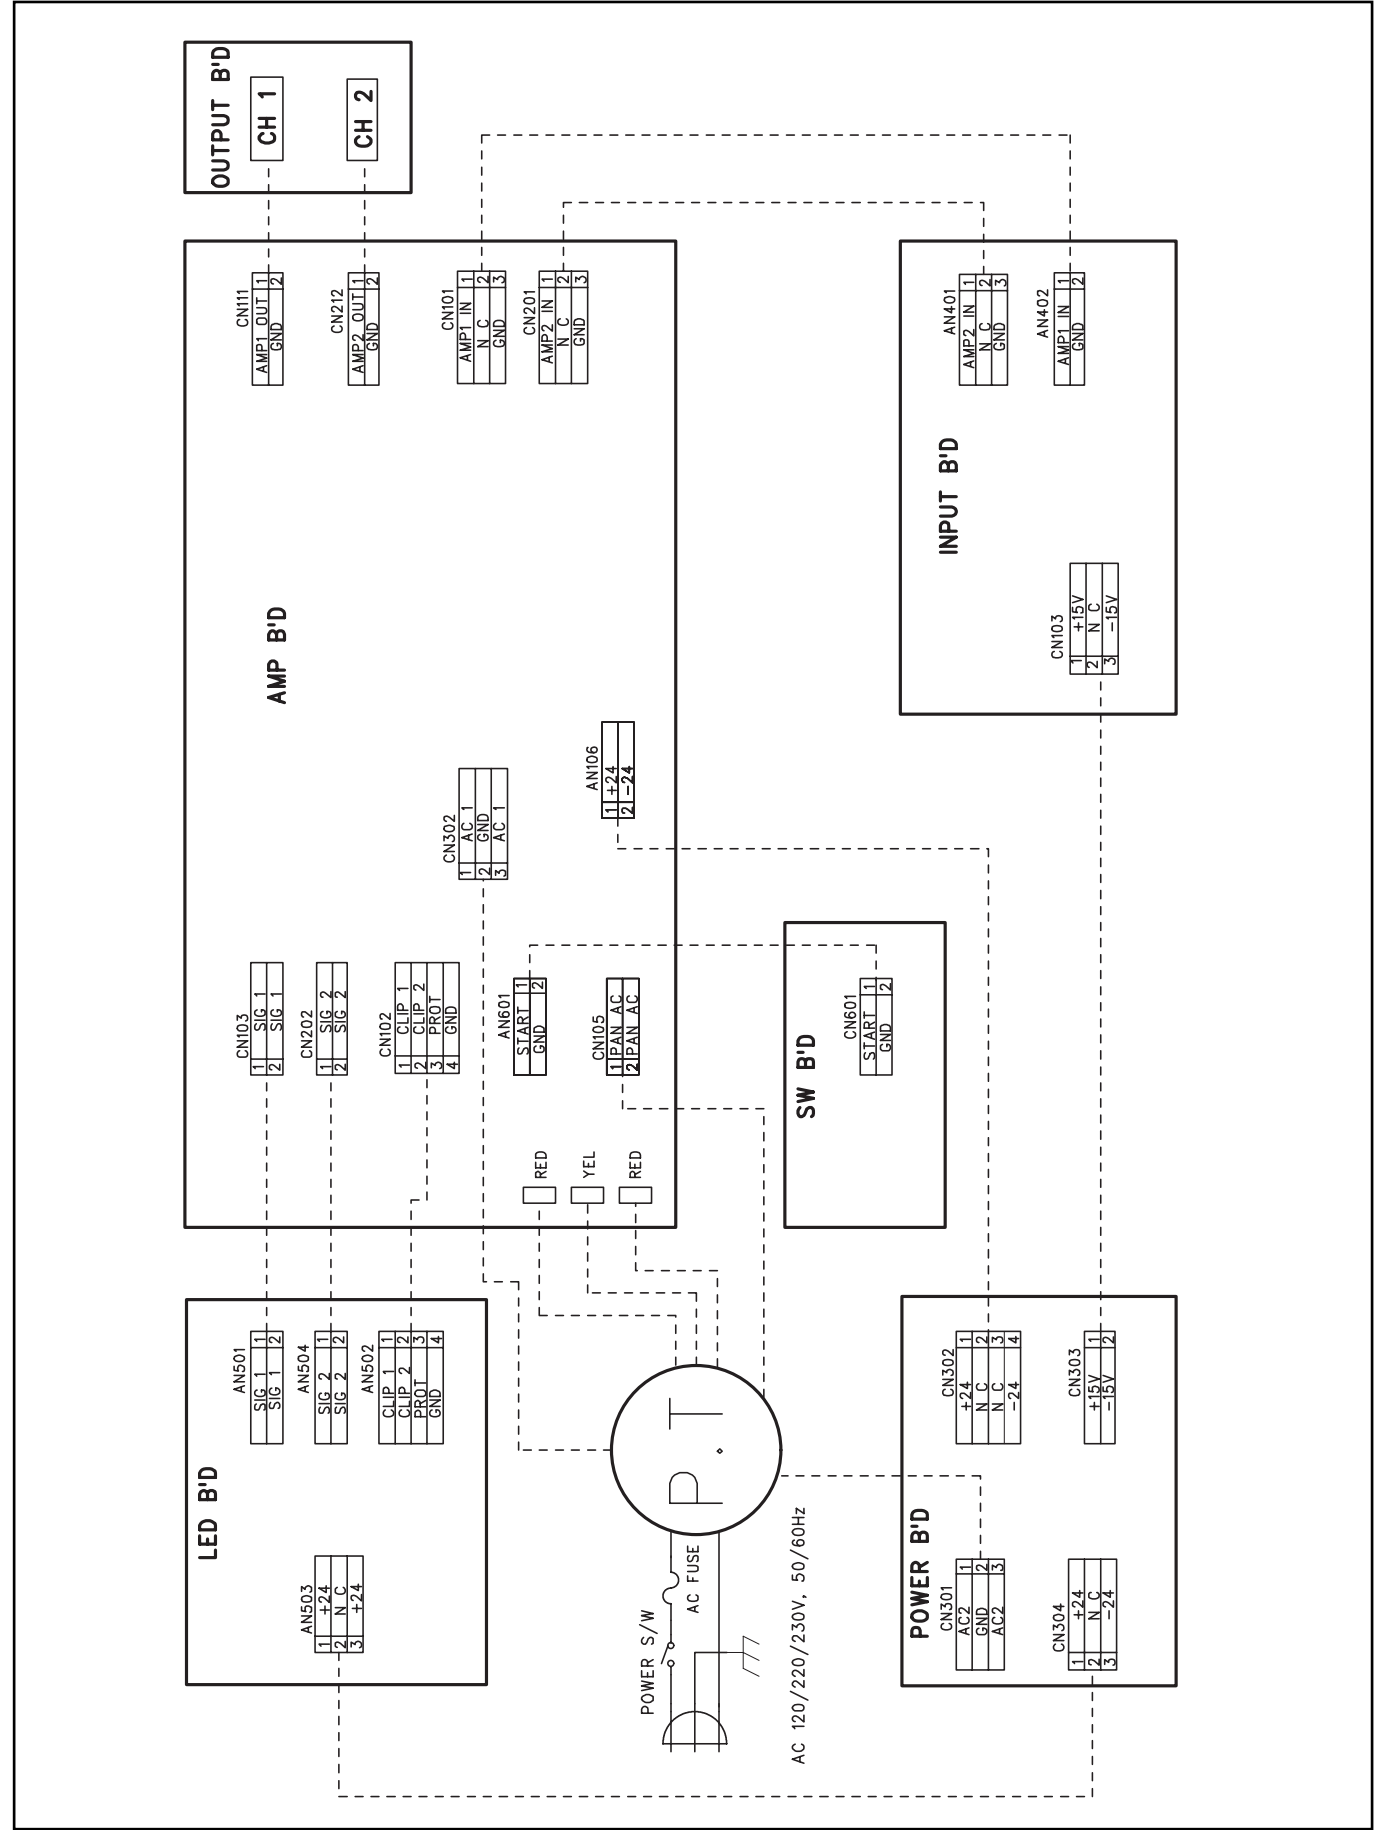 OUTPUT B'D
CH 1
CH 2
AMP B'D
CN111
AMP1 OUT 1
GND 2
CN212
AMP2 OUT 1
GND 2
CN101
AMP1 IN 1
N C 2
GND 3
CN201
AMP2 IN 1
N C 2
GND 3
CN302
1 AC 1
2 GND
3 AC 1
AN106
1 +24
2 -24
CN103
1 SIG 1
2 SIG 1
CN202
1 SIG 2
2 SIG 2
CN102
1 CLIP 1
2 CLIP 2
3 PROT
4 GND
AN601
START 1
GND 2
CN105
1 PAN AC
2 PAN AC
RED
YEL
RED
INPUT B'D
AN401
AMP2 IN 1
N C 2
GND 3
AN402
AMP1 IN 1
GND 2
CN103
1 +15V
2 N C
3 -15V
SW B'D
CN601
START 1
GND 2
LED B'D
AN501
SIG 1 1
SIG 1 2
AN504
SIG 2 1
SIG 2 2
AN502
CLIP 1 1
CLIP 2 2
PROT 3
GND 4
AN503
1 +24
2 N C
3 +24
P.T
POWER S/W
AC FUSE
AC 120/220/230V, 50/60Hz
POWER B'D
CN302
+24 1
N C 2
N C 3
-24 4
CN303
+15V 1
-15V 2
CN301
AC2 1
GND 2
AC2 3
CN304
1 +24
2 N C
3 -24